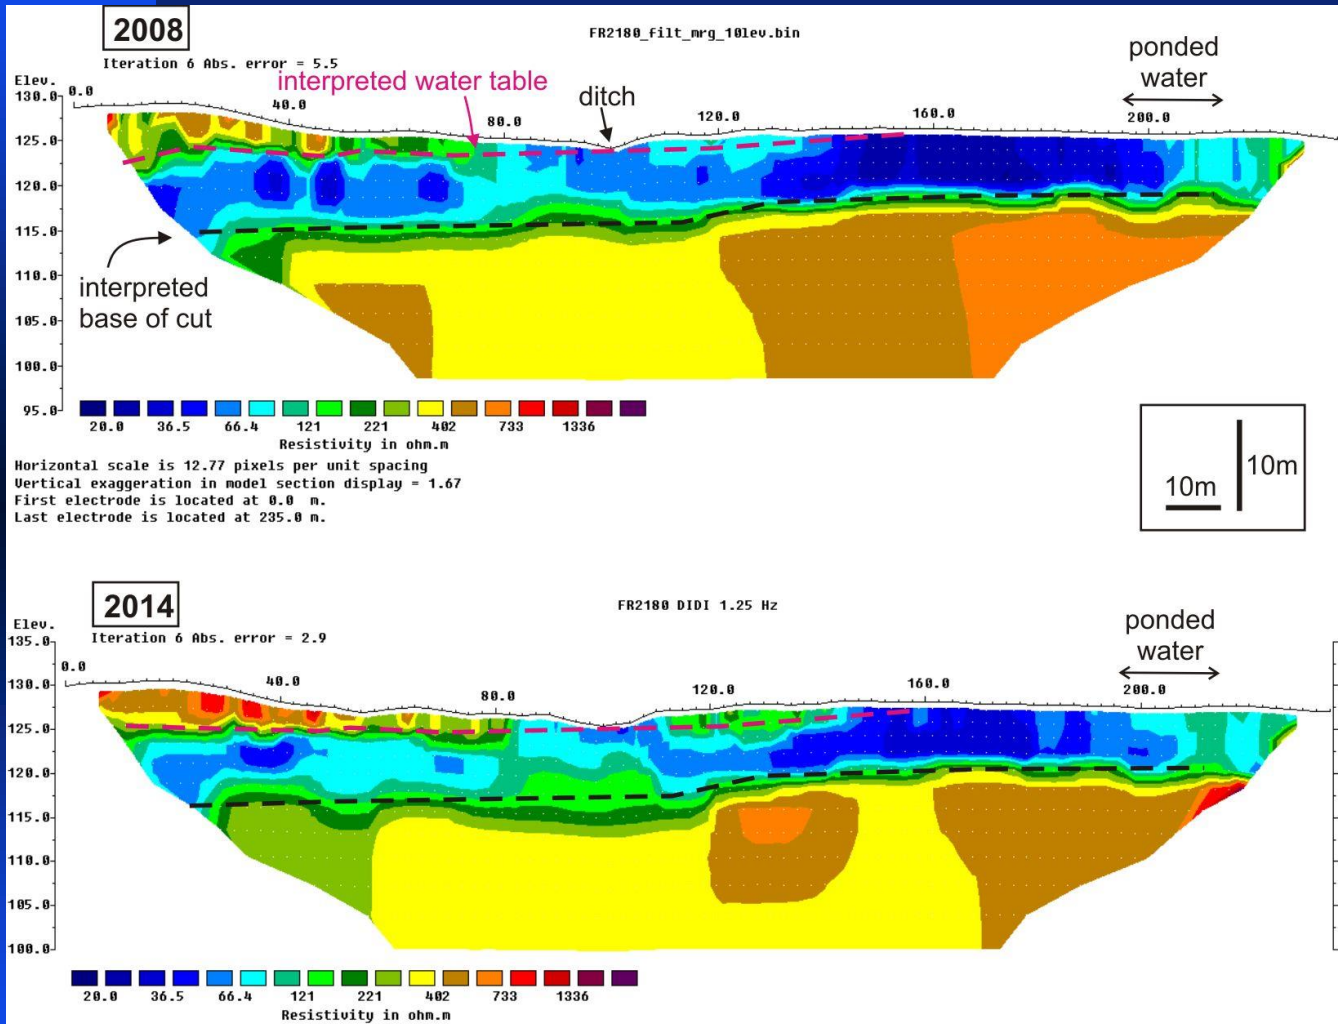 2008
FR2180_filt_mrg_10lev.bin
Iteration 6 Abs. error = 5.5
interpreted water table
ditch
ponded
water
Elev.
0.0
40.0
80.0
120.0
160.0
200.0
130.0
125.0
120.0
115.0
110.0
105.0
100.0
95.0
interpreted
base of cut
20.0 36.5 66.4 121 221 402 733 1336
Resistivity in ohm.m
Horizontal scale is 12.77 pixels per unit spacing
Vertical exaggeration in model section display = 1.67
First electrode is located at 0.0 m.
Last electrode is located at 235.0 m.
10m
10m
2014
FR2180 DIDI 1.25 Hz
Iteration 6 Abs. error = 2.9
ponded
water
Elev.
0.0
40.0
80.0
120.0
160.0
200.0
135.0
130.0
125.0
120.0
115.0
110.0
105.0
100.0
20.0 36.5 66.4 121 221 402 733 1336
Resistivity in ohm.m